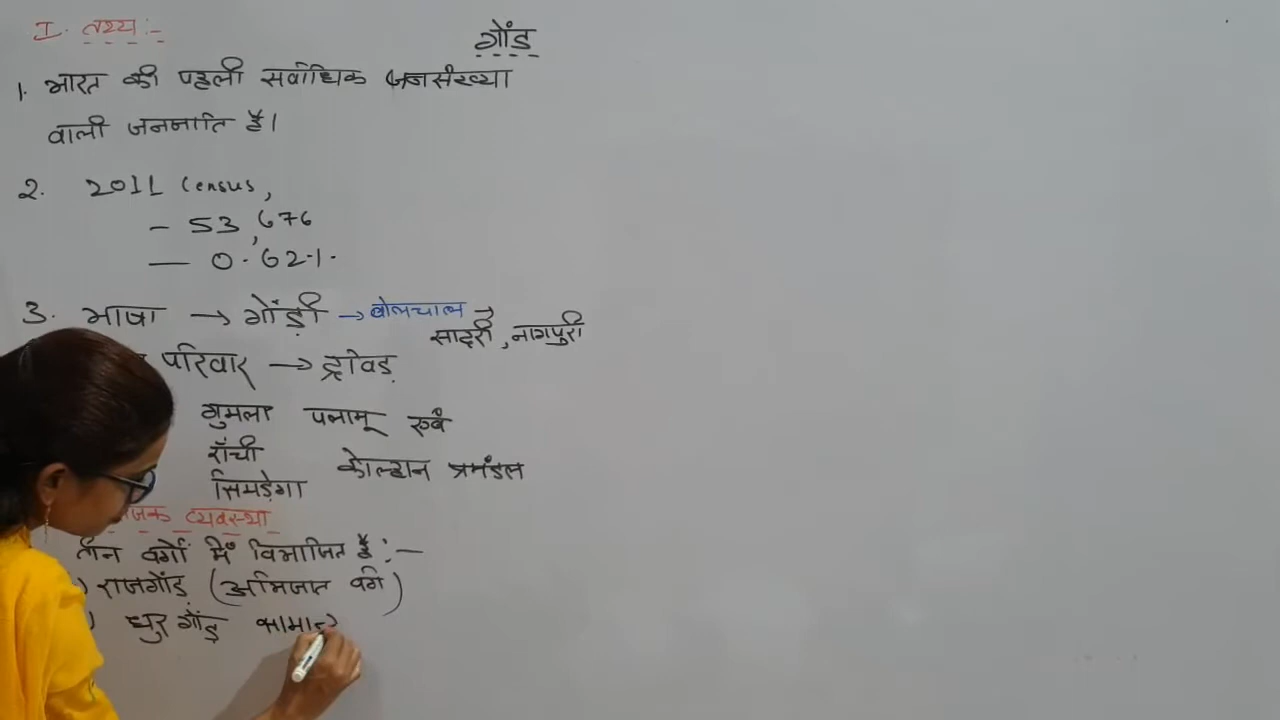 I. तथ्य :-
गोंड
1. भारत की पहली सर्वाधिक जनसंख्या
वाली जनजाति है।
2. 2011 Census,
- 53,676
- 0.62%.
3. भाषा → गोंड़ी → बोलचाल →
सादरी, नागपुरी
परिवार → द्रविड़
गुमला पलामू एवं
राँची
कोल्हान प्रमंडल
सिमड़ेगा
व्यवस्था
तीन वर्गों में विभाजित है :-
राजगोंड़ (अभिजात वर्ग)
धुर गोंड़ सामान